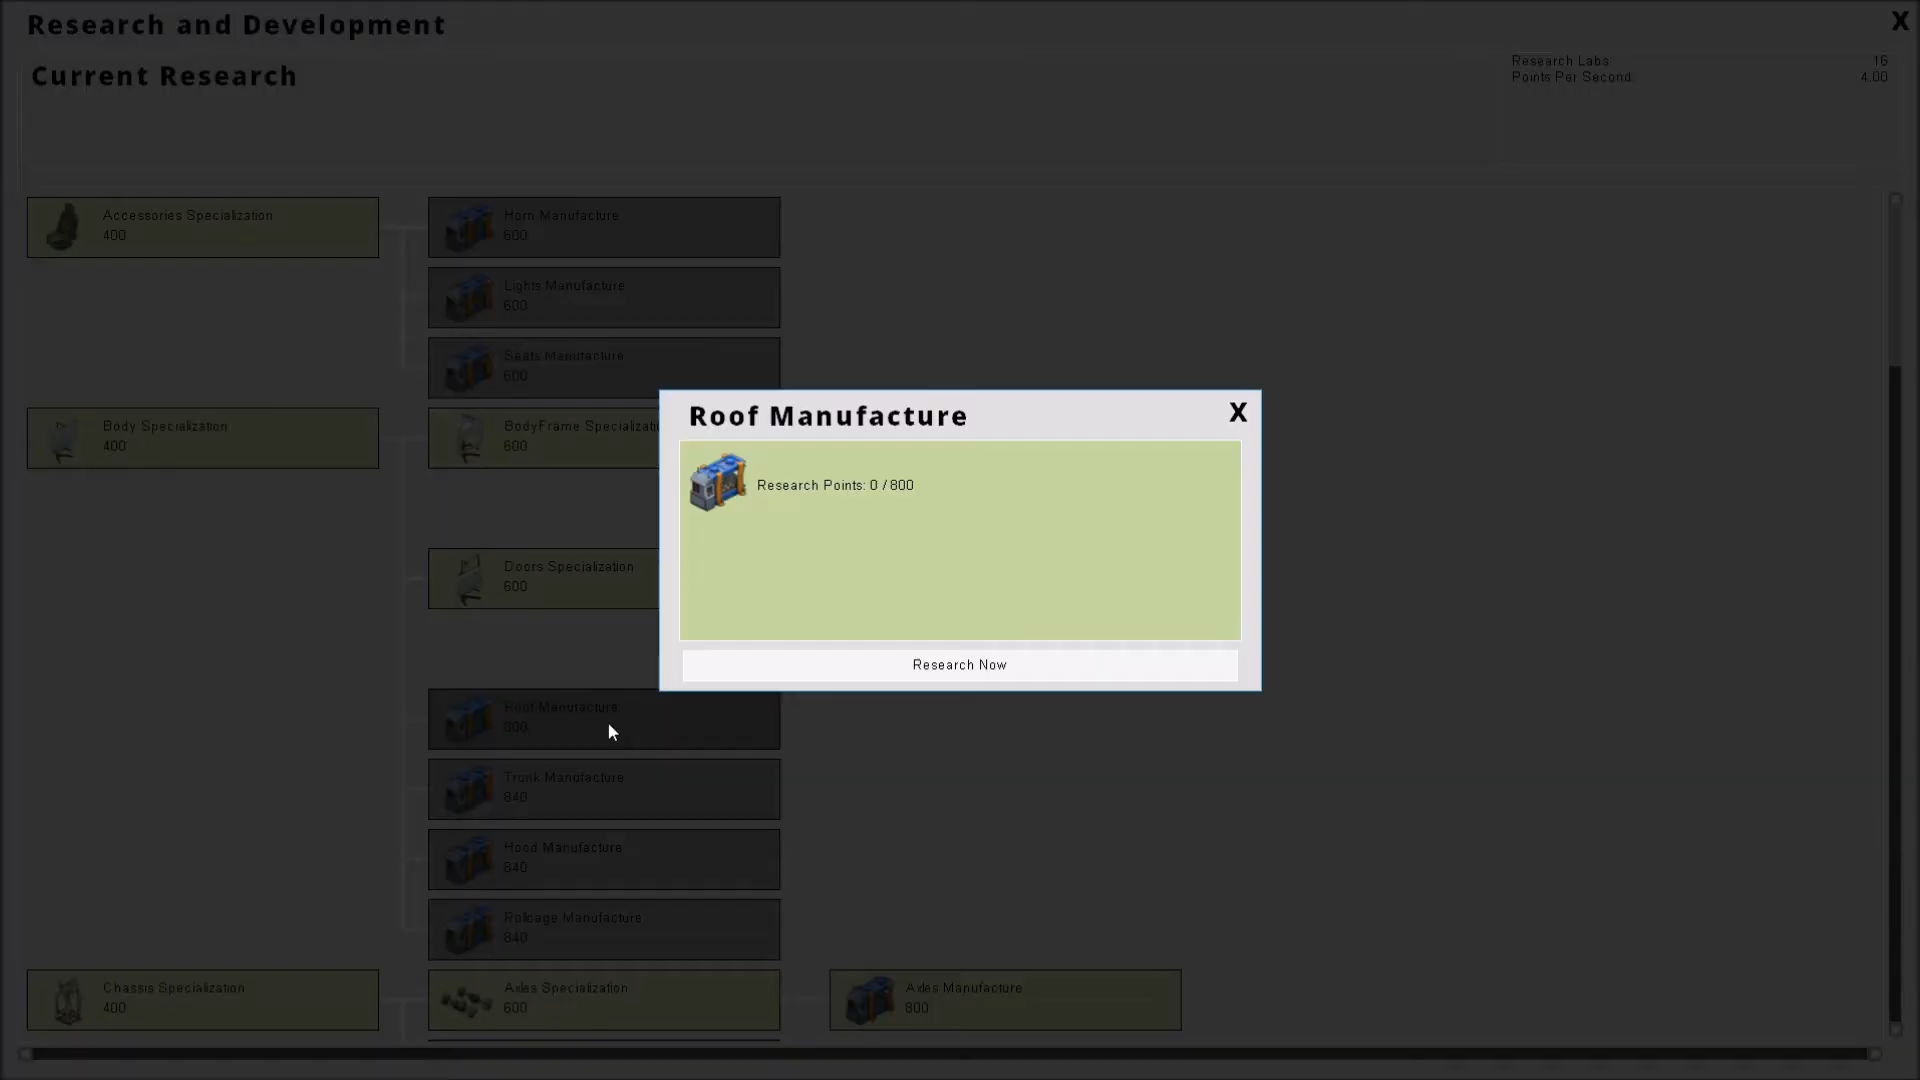 Research and Development
X
Current Research
Research Labs 16
Points Per Second: 4.00
Accessories Specialization
400
Horn Manufacture
600
Lights Manufacture
600
Seats Manufacture
600
Body Specialization
400
BodyFrame Specializati
600
Doors Specialization
600
Roof Manufacture
X
Research Points: 0 / 800
Research Now
Roof Manufacture
800
Trunk Manufacture
840
Hood Manufacture
840
Rollcage Manufacture
840
Chassis Specialization
400
Axles Specialization
600
Axles Manufacture
800